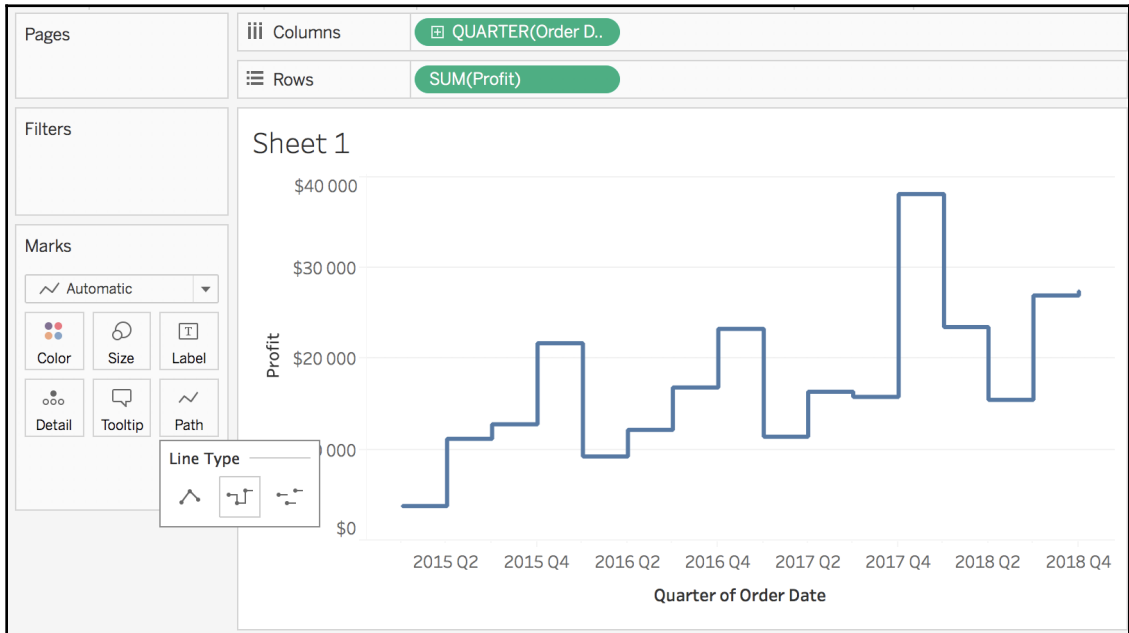 Pages
Columns
QUARTER(Order D..
Rows
SUM(Profit)
Filters
Marks
Automatic
Color
Size
Label
T
Detail
Tooltip
Path
Line Type
Sheet 1
$40 000
$30 000
$20 000
0 000
$0
Profit
2015 Q2 2015 Q4 2016 Q2 2016 Q4 2017 Q2 2017 Q4 2018 Q2 2018 Q4
Quarter of Order Date